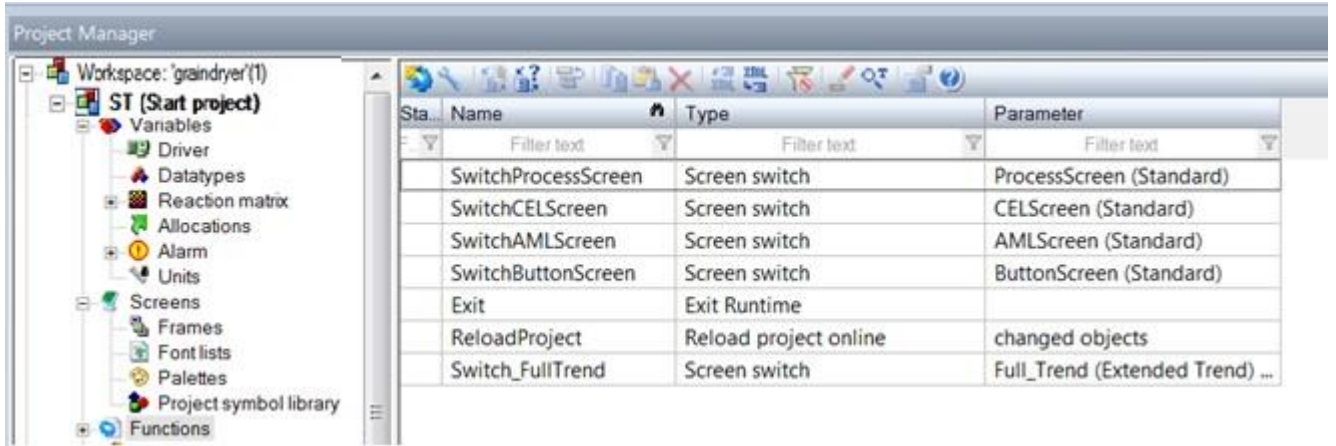 Project Manager
Workspace: 'graindryer'(1)
ST (Start project)
Variables
Driver
Datatypes
Reaction matrix
Allocations
Alarm
Units
Screens
Frames
Font lists
Palettes
Project symbol library
Functions
Sta... Name Type Parameter
F... Filter text Filter text Filter text
SwitchProcessScreen Screen switch ProcessScreen (Standard)
SwitchCELScreen Screen switch CELScreen (Standard)
SwitchAMLScreen Screen switch AMLScreen (Standard)
SwitchButtonScreen Screen switch ButtonScreen (Standard)
Exit Exit Runtime
ReloadProject Reload project online changed objects
Switch_FullTrend Screen switch Full_Trend (Extended Trend) ...